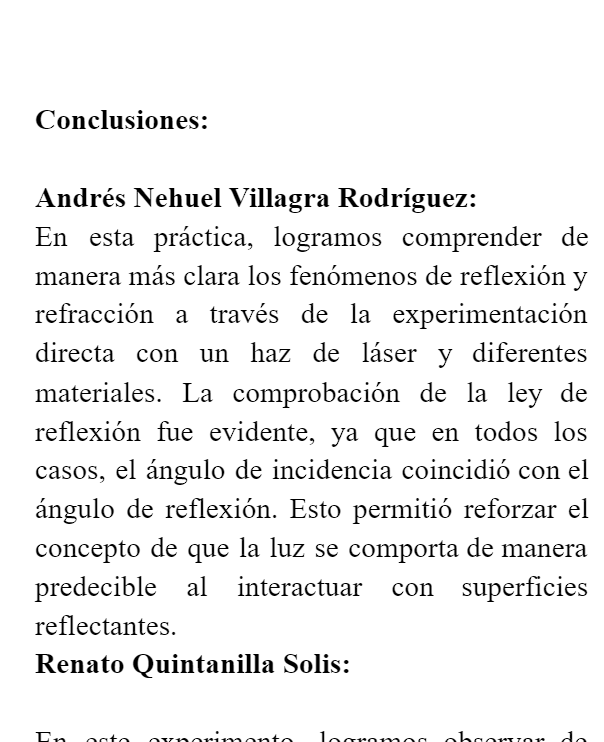 Conclusiones:
Andrés Nehuel Villagra Rodríguez:
En esta práctica, logramos comprender de
manera más clara los fenómenos de reflexión y
refracción a través de la experimentación
directa con un haz de láser y diferentes
materiales. La comprobación de la ley de
reflexión fue evidente, ya que en todos los
casos, el ángulo de incidencia coincidió con el
ángulo de reflexión. Esto permitió reforzar el
concepto de que la luz se comporta de manera
predecible al interactuar con superficies
reflectantes.
Renato Quintanilla Solis:
En este experimento, logramos observar de